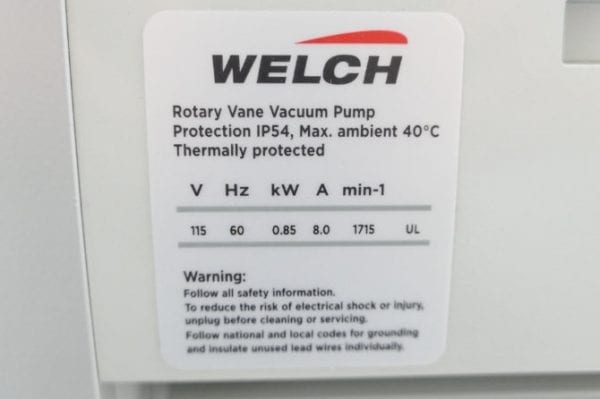 WELCH
Rotary Vane Vacuum Pump
Protection IP54, Max. ambient 40°C
Thermally protected
V Hz kW A min-1
115 60 0.85 8.0 1715 UL
Warning:
Follow all safety information.
To reduce the risk of electrical shock or injury,
unplug before cleaning or servicing.
Follow national and local codes for grounding
and insulate unused lead wires individually.